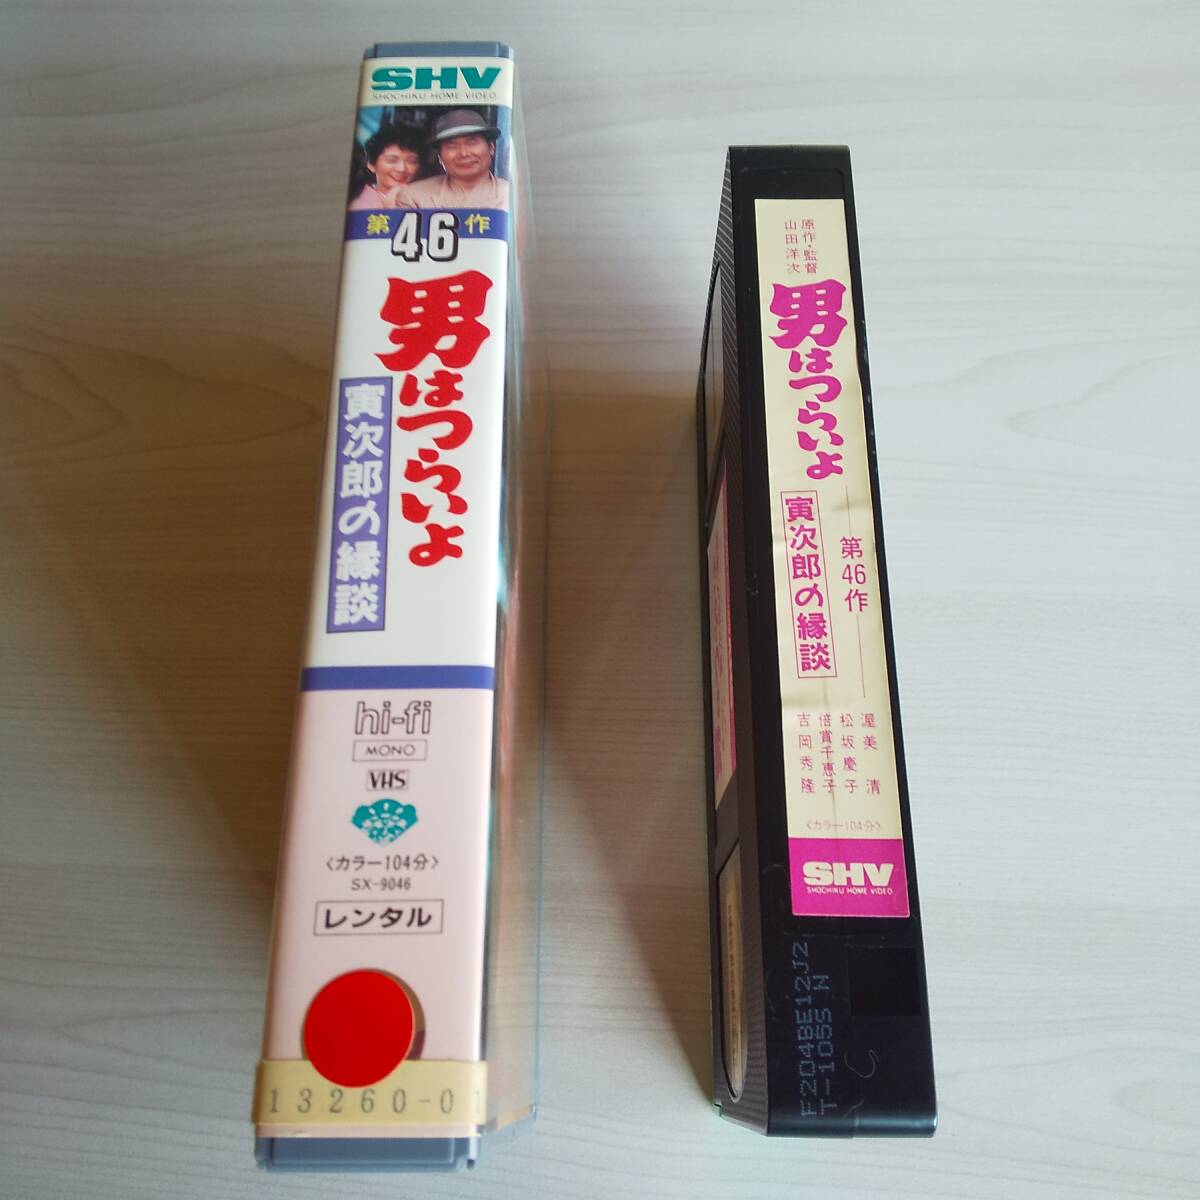 SHV
SHOCHIKU HOME VIDEO
第46作
男はつらいよ
寅次郎の縁談
hi-fi
MONO
VHS
〈カラー104分〉
SX-9046
レンタル
13260-0
原作・監督
山田洋次
男はつらいよ
第46作
寅次郎の縁談
渥美清
松坂慶子
倍賞千恵子
吉岡秀隆
〈カラー104分〉
SHV
SHOCHIKU HOME VIDEO
F204BE12J2
T-105S N